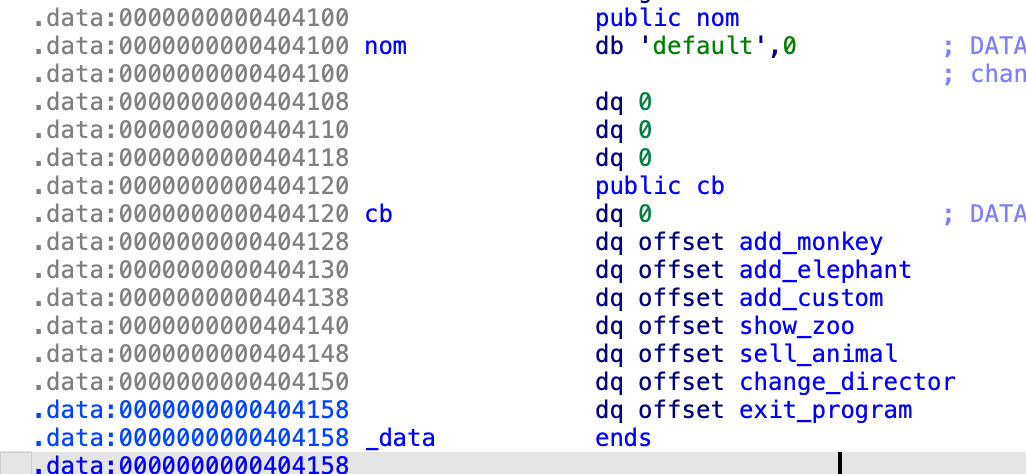 .data:0000000000404100 public nom
.data:0000000000404100 nom db 'default',0 ; DATA
.data:0000000000404100 ; chan
.data:0000000000404108 dq 0
.data:0000000000404110 dq 0
.data:0000000000404118 dq 0
.data:0000000000404120 public cb
.data:0000000000404120 cb dq 0 ; DATA
.data:0000000000404128 dq offset add_monkey
.data:0000000000404130 dq offset add_elephant
.data:0000000000404138 dq offset add_custom
.data:0000000000404140 dq offset show_zoo
.data:0000000000404148 dq offset sell_animal
.data:0000000000404150 dq offset change_director
.data:0000000000404158 dq offset exit_program
.data:0000000000404158 _data ends
.data:0000000000404158